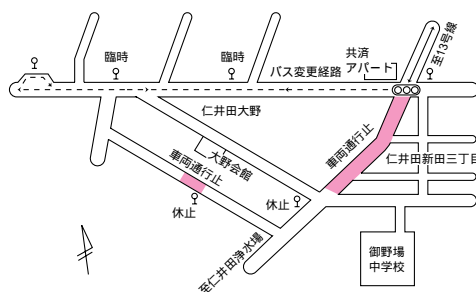 臨時
臨時
共済
アパート
至13号線
バス変更経路
仁井田大野
車両通行止
大野会館
車両通行止
仁井田新田三丁目
休止
休止
至仁井田浄水場
御野場
中学校